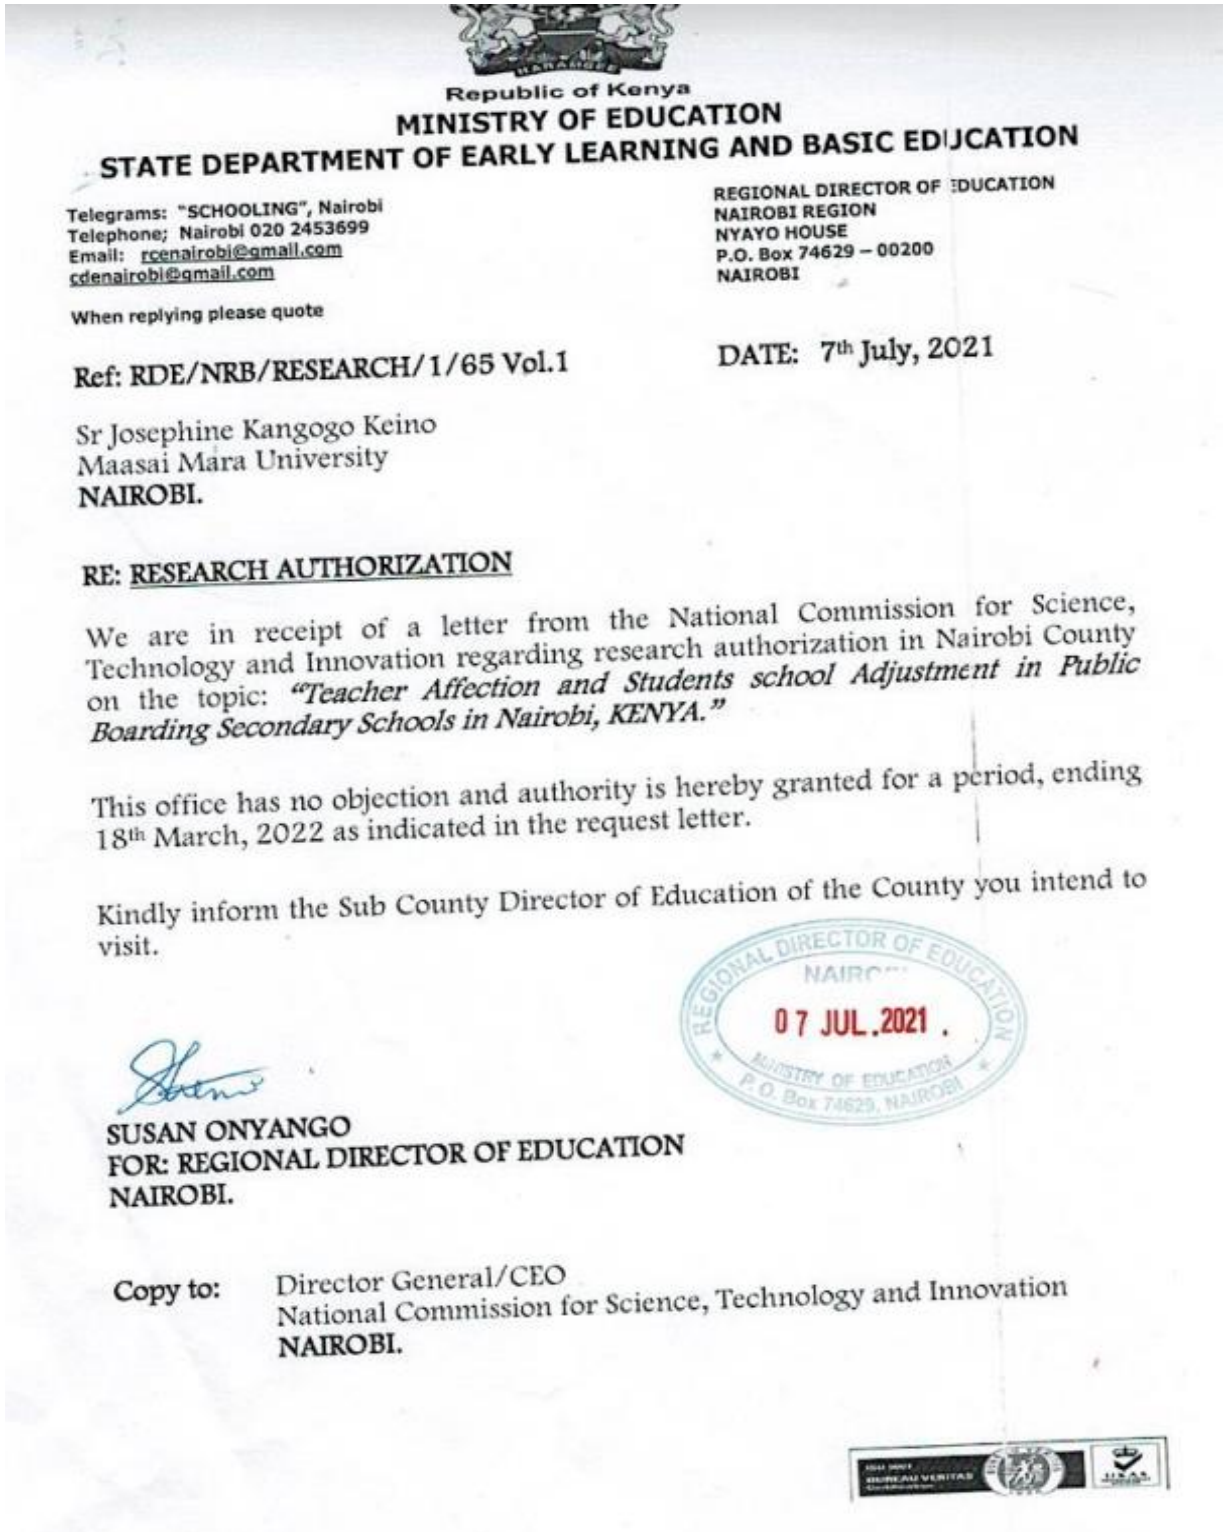 HARAMBEE
Republic of Kenya
MINISTRY OF EDUCATION
STATE DEPARTMENT OF EARLY LEARNING AND BASIC EDUCATION
Telegrams: "SCHOOLING", Nairobi
Telephone; Nairobi 020 2453699
Email: rcenairobi@gmail.com
cdenairobi@gmail.com
REGIONAL DIRECTOR OF EDUCATION
NAIROBI REGION
NYAYO HOUSE
P.O. Box 74629 – 00200
NAIROBI
When replying please quote
Ref: RDE/NRB/RESEARCH/1/65 Vol.1
DATE: 7th July, 2021
Sr Josephine Kangogo Keino
Maasai Mara University
NAIROBI.
RE: RESEARCH AUTHORIZATION
We are in receipt of a letter from the National Commission for Science,
Technology and Innovation regarding research authorization in Nairobi County
on the topic: "Teacher Affection and Students school Adjustment in Public
Boarding Secondary Schools in Nairobi, KENYA."
This office has no objection and authority is hereby granted for a period, ending
18th March, 2022 as indicated in the request letter.
Kindly inform the Sub County Director of Education of the County you intend to
visit.
REGIONAL DIRECTOR OF EDUCATION
NAIROBI
07 JUL.2021 .
MINISTRY OF EDUCATION
P.O. Box 74629, NAIROBI
SUSAN ONYANGO
FOR: REGIONAL DIRECTOR OF EDUCATION
NAIROBI.
Copy to:
Director General/CEO
National Commission for Science, Technology and Innovation
NAIROBI.
ISO 9001
BUREAU VERITAS
Certification
UKAS